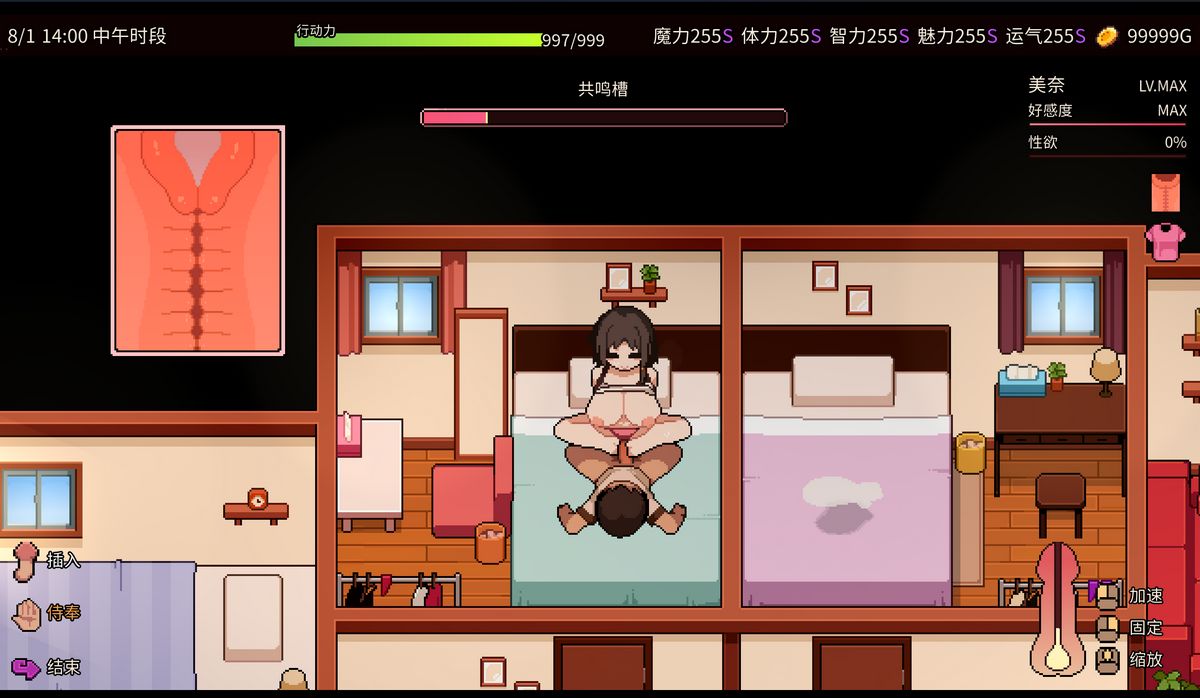 8/1 14:00 中午时段
行动力
997/999
魔力255S 体力255S 智力255S 魅力255S 运气255S 99999G
共鸣槽
美奈 LV.MAX
好感度 MAX
性欲 0%
插入
侍奉
结束
加速
固定
缩放